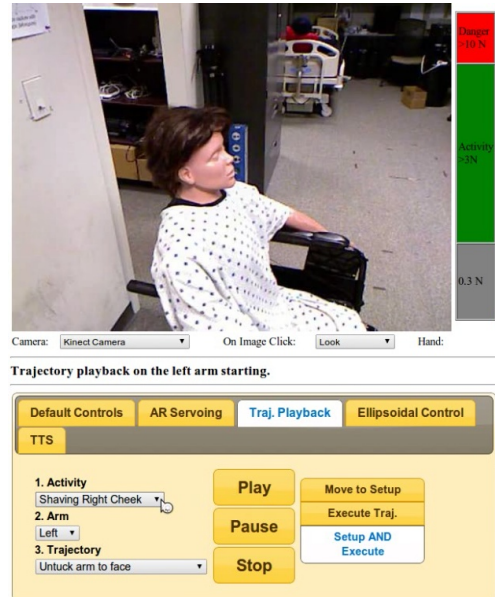 Danger
>10 N
Activity
>3N
0.3 N
Camera: Kinect Camera On Image Click: Look Hand:
Trajectory playback on the left arm starting.
Default Controls AR Servoing Traj. Playback Ellipsoidal Control
TTS
1. Activity
Shaving Right Cheek
2. Arm
Left
3. Trajectory
Untuck arm to face
Play
Pause
Stop
Move to Setup
Execute Traj.
Setup AND
Execute